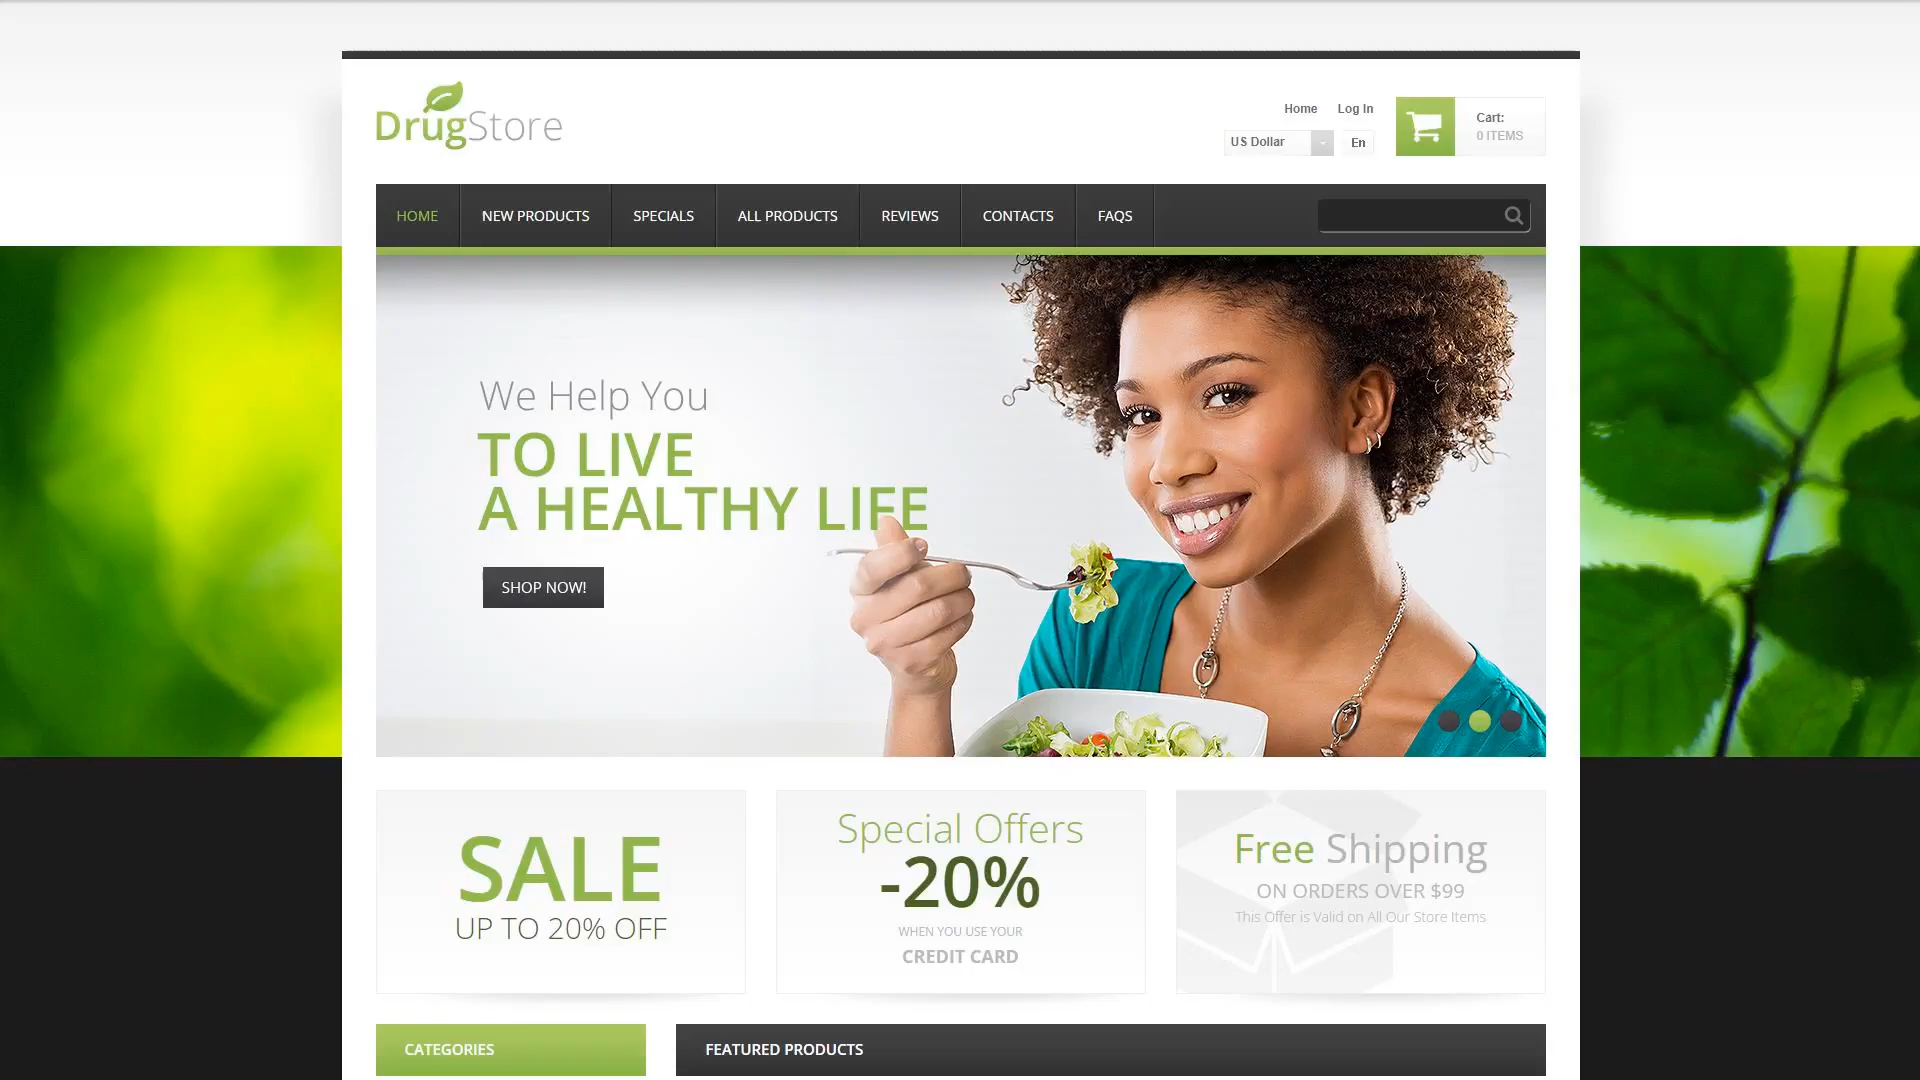 DrugStore
Home Log In
US Dollar En
Cart:
0 ITEMS
HOME NEW PRODUCTS SPECIALS ALL PRODUCTS REVIEWS CONTACTS FAQS
We Help You
TO LIVE
A HEALTHY LIFE
SHOP NOW!
SALE
UP TO 20% OFF
Special Offers
-20%
WHEN YOU USE YOUR
CREDIT CARD
Free Shipping
ON ORDERS OVER $99
This Offer is Valid on All Our Store Items
CATEGORIES
FEATURED PRODUCTS